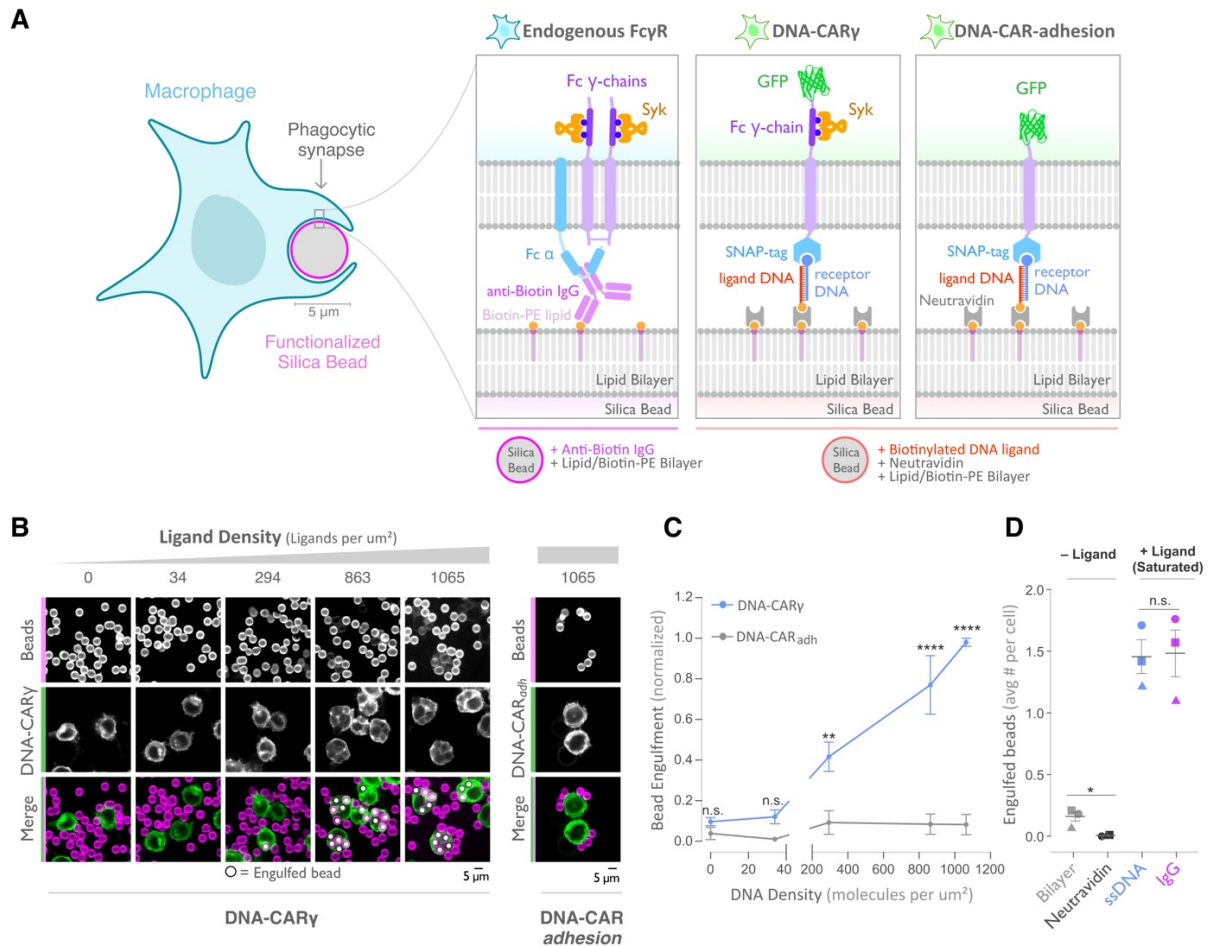 A
Endogenous FcγR
DNA-CARγ
DNA-CAR-adhesion
Macrophage
Phagocytic
synapse
5 µm
Functionalized
Silica Bead
Fc γ-chains
Syk
Fc α
anti-Biotin IgG
Biotin-PE lipid
Lipid Bilayer
Silica Bead
GFP
Syk
Fc γ-chain
SNAP-tag
ligand DNA
receptor
DNA
Lipid Bilayer
Silica Bead
GFP
SNAP-tag
ligand DNA
receptor
DNA
Neutravidin
Lipid Bilayer
Silica Bead
Silica
Bead
+ Anti-Biotin IgG
+ Lipid/Biotin-PE Bilayer
Silica
Bead
+ Biotinylated DNA ligand
+ Neutravidin
+ Lipid/Biotin-PE Bilayer
B
Ligand Density (Ligands per um²)
0 34 294 863 1065 1065
Beads
DNA-CARγ
Merge
Beads
DNA-CARadh
Merge
= Engulfed bead
5 µm
5 µm
DNA-CARγ
DNA-CAR
adhesion
C
Bead Engulfment (normalized)
1.2
1.0
0.8
0.6
0.4
0.2
0.0
DNA-CARγ
DNA-CARadh
n.s.
n.s.
**
****
****
0 20 40 200 400 600 800 1000 1200
DNA Density (molecules per um²)
D
– Ligand
+ Ligand
(Saturated)
Engulfed beads (avg # per cell)
2.0
1.5
1.0
0.5
0.0
n.s.
*
Bilayer
Neutravidin
ssDNA
IgG